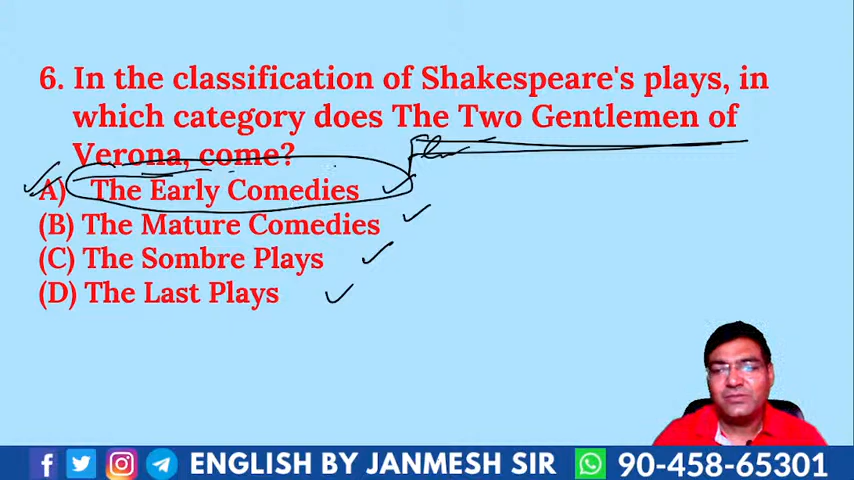 6. In the classification of Shakespeare's plays, in
which category does The Two Gentlemen of
Verona, come?
A) The Early Comedies
(B) The Mature Comedies
(C) The Sombre Plays
(D) The Last Plays
ENGLISH BY JANMESH SIR 90-458-65301